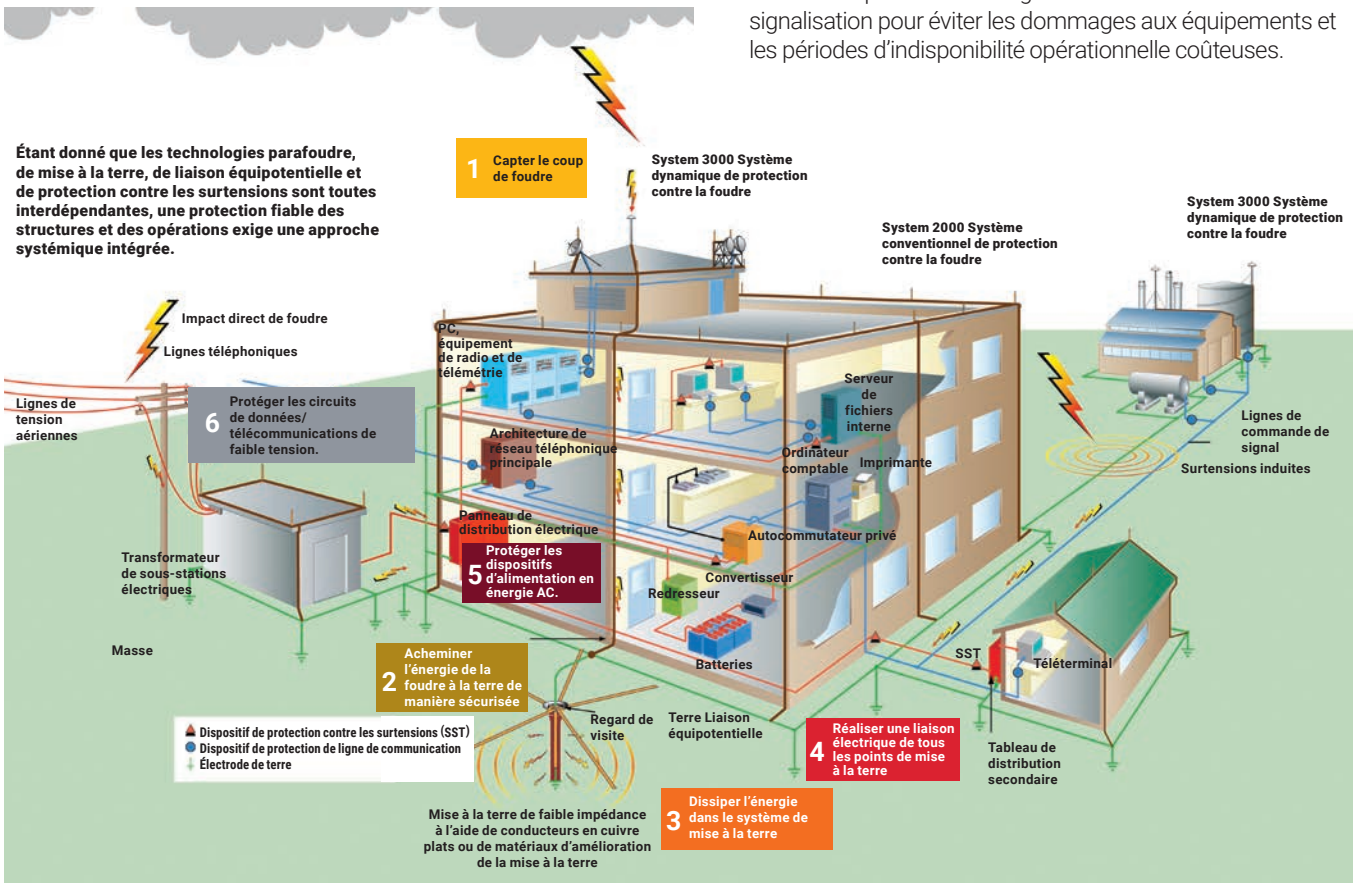 signalisation pour éviter les dommages aux équipements et
les périodes d'indisponibilité opérationnelle coûteuses.
Étant donné que les technologies parafoudre,
de mise à la terre, de liaison équipotentielle et
de protection contre les surtensions sont toutes
interdépendantes, une protection fiable des
structures et des opérations exige une approche
systémique intégrée.
1
Capter le coup
de foudre
System 3000 Système
dynamique de protection
contre la foudre
System 2000 Système
conventionnel de protection
contre la foudre
System 3000 Système
dynamique de protection
contre la foudre
Impact direct de foudre
Lignes téléphoniques
Lignes de
tension
aériennes
6
Protéger les circuits
de données/
télécommunications de
faible tension.
PC,
équipement
de radio et de
télémétrie
Architecture de
réseau téléphonique
principale
Serveur
de
fichiers
interne
Ordinateur
comptable
Imprimante
Lignes de
commande de
signal
Surtensions induites
Panneau de
distribution électrique
Autocommutateur privé
5
Protéger les
dispositifs
d'alimentation en
énergie AC.
Convertisseur
Redresseur
Batteries
Transformateur
de sous-stations
électriques
Masse
2
Acheminer
l'énergie de la
foudre à la terre de
manière sécurisée
SST
Téléterminal
Regard de
visite
Terre Liaison
équipotentielle
4
Réaliser une liaison
électrique de tous
les points de mise
à la terre
Tableau de
distribution
secondaire
Dispositif de protection contre les surtensions (SST)
Dispositif de protection de ligne de communication
Électrode de terre
3
Dissiper l'énergie
dans le système de
mise à la terre
Mise à la terre de faible impédance
à l'aide de conducteurs en cuivre
plats ou de matériaux d'amélioration
de la mise à la terre